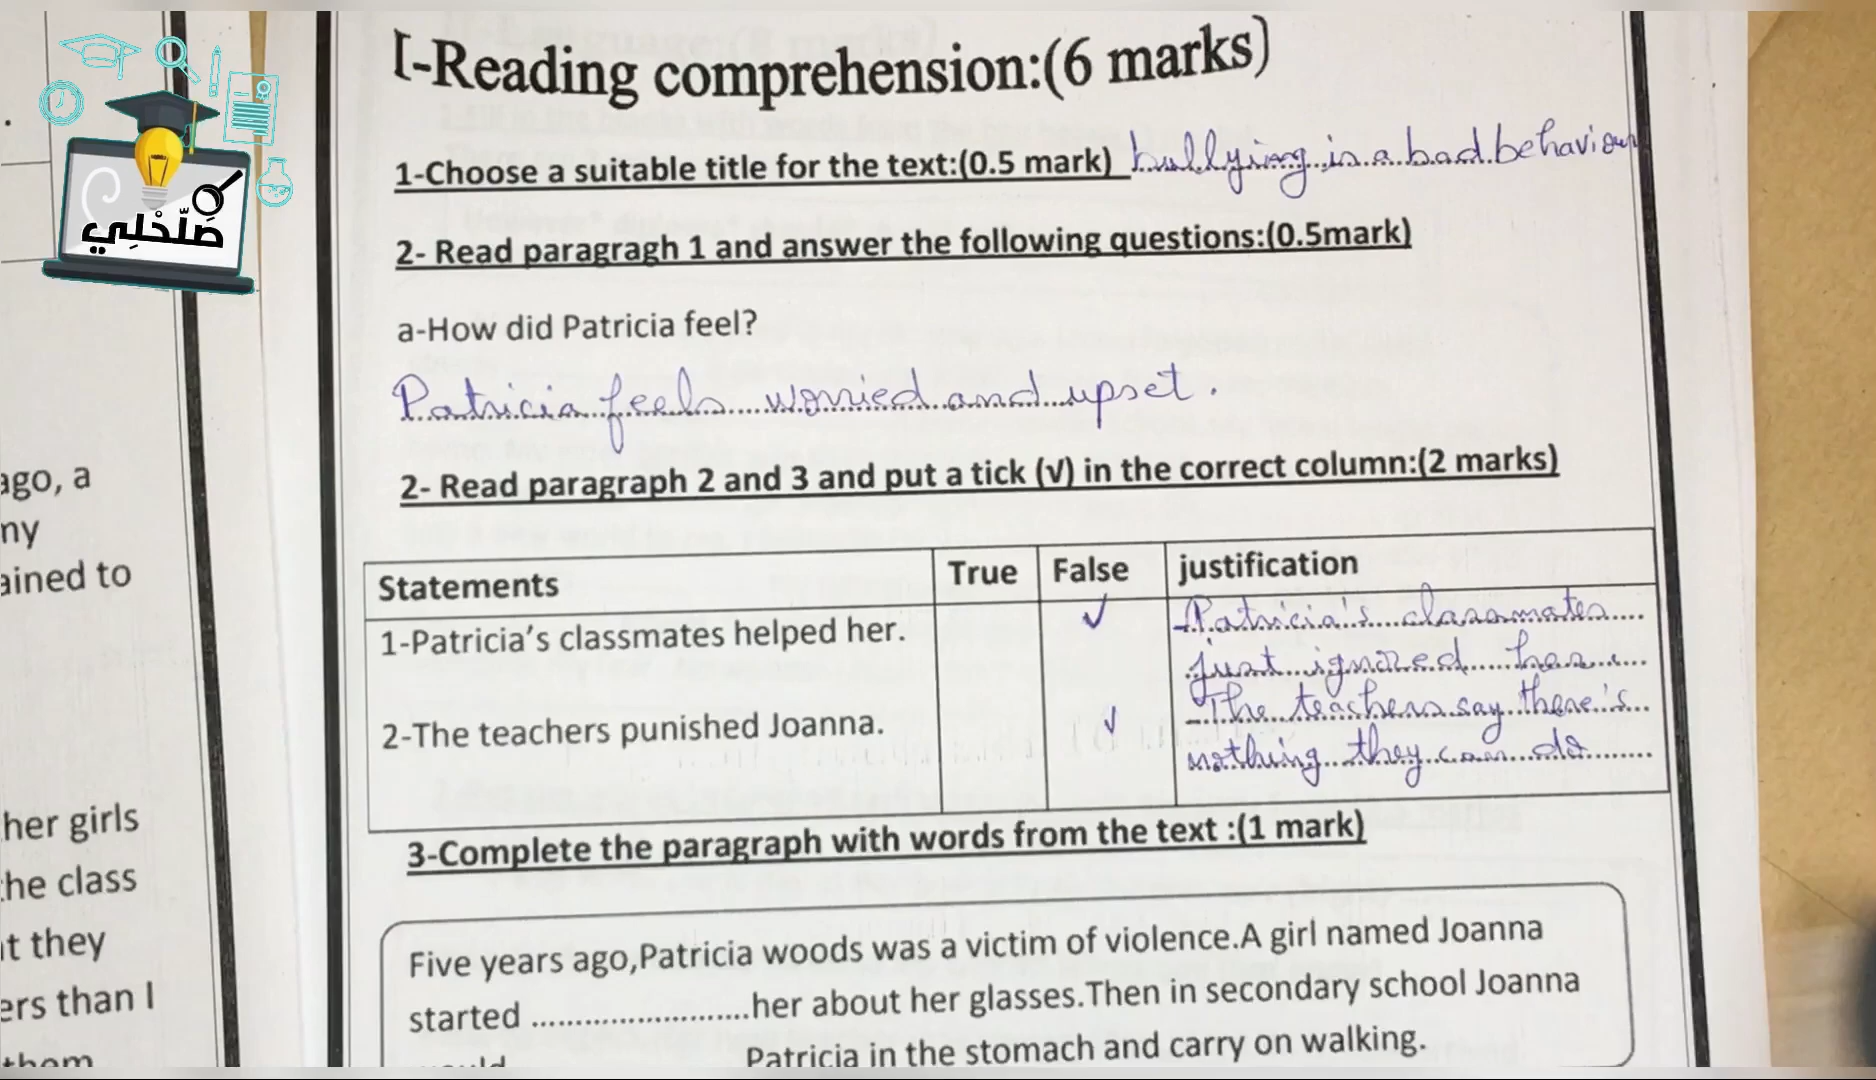 صَلِّحْلِي
I-Reading comprehension:(6 marks)
1-Choose a suitable title for the text:(0.5 mark) bullying is a bad behaviour
2- Read paragragh 1 and answer the following questions:(0.5mark)
a-How did Patricia feel?
Patricia feels worried and upset.
2- Read paragraph 2 and 3 and put a tick (√) in the correct column:(2 marks)
Statements True False justification
1-Patricia's classmates helped her. √ - Patricia's classmates
just ignored her
2-The teachers punished Joanna. √ - The teachers say there's
nothing they can do
3-Complete the paragraph with words from the text :(1 mark)
Five years ago,Patricia woods was a victim of violence.A girl named Joanna
started .........................her about her glasses.Then in secondary school Joanna
Patricia in the stomach and carry on walking.
ago, a
ained to
her girls
he class
t they
ers than I